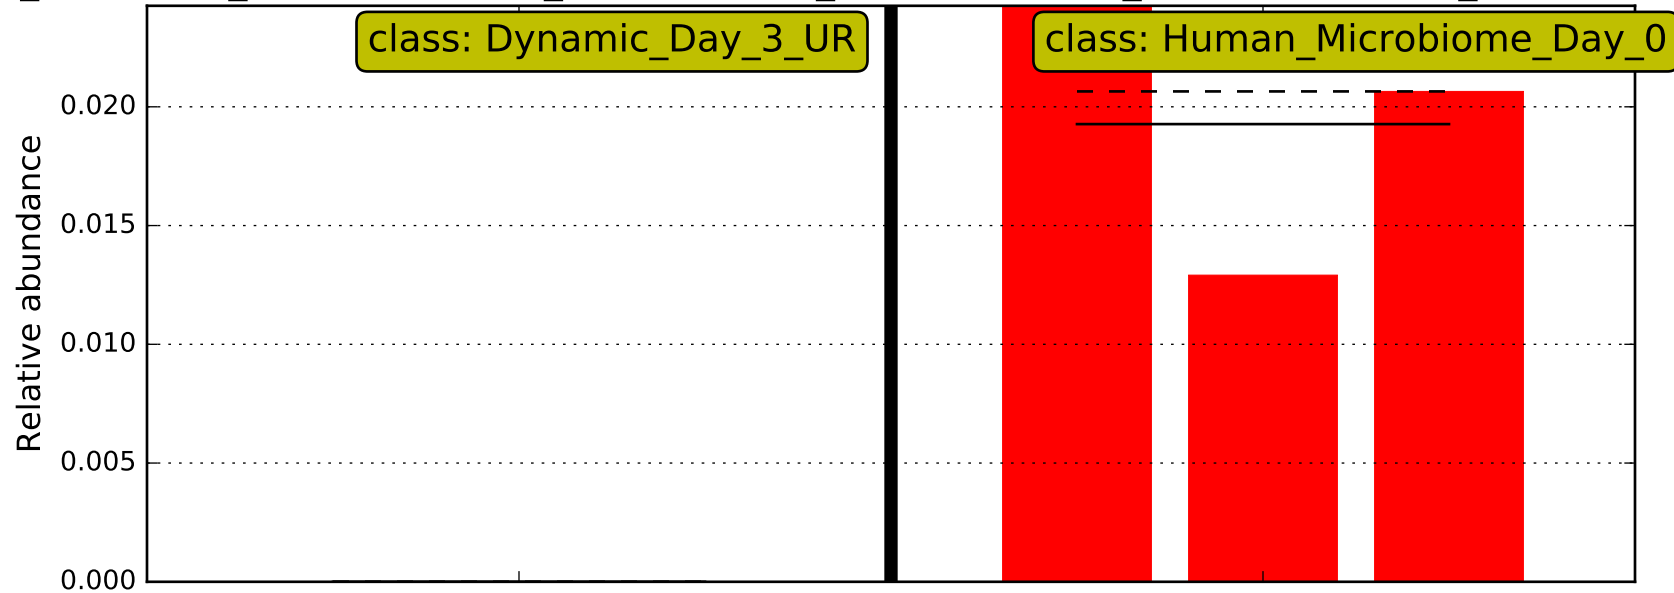 class: Dynamic_Day_3_UR
class: Human_Microbiome_Day_0
Relative abundance
0.020
0.015
0.010
0.005
0.000